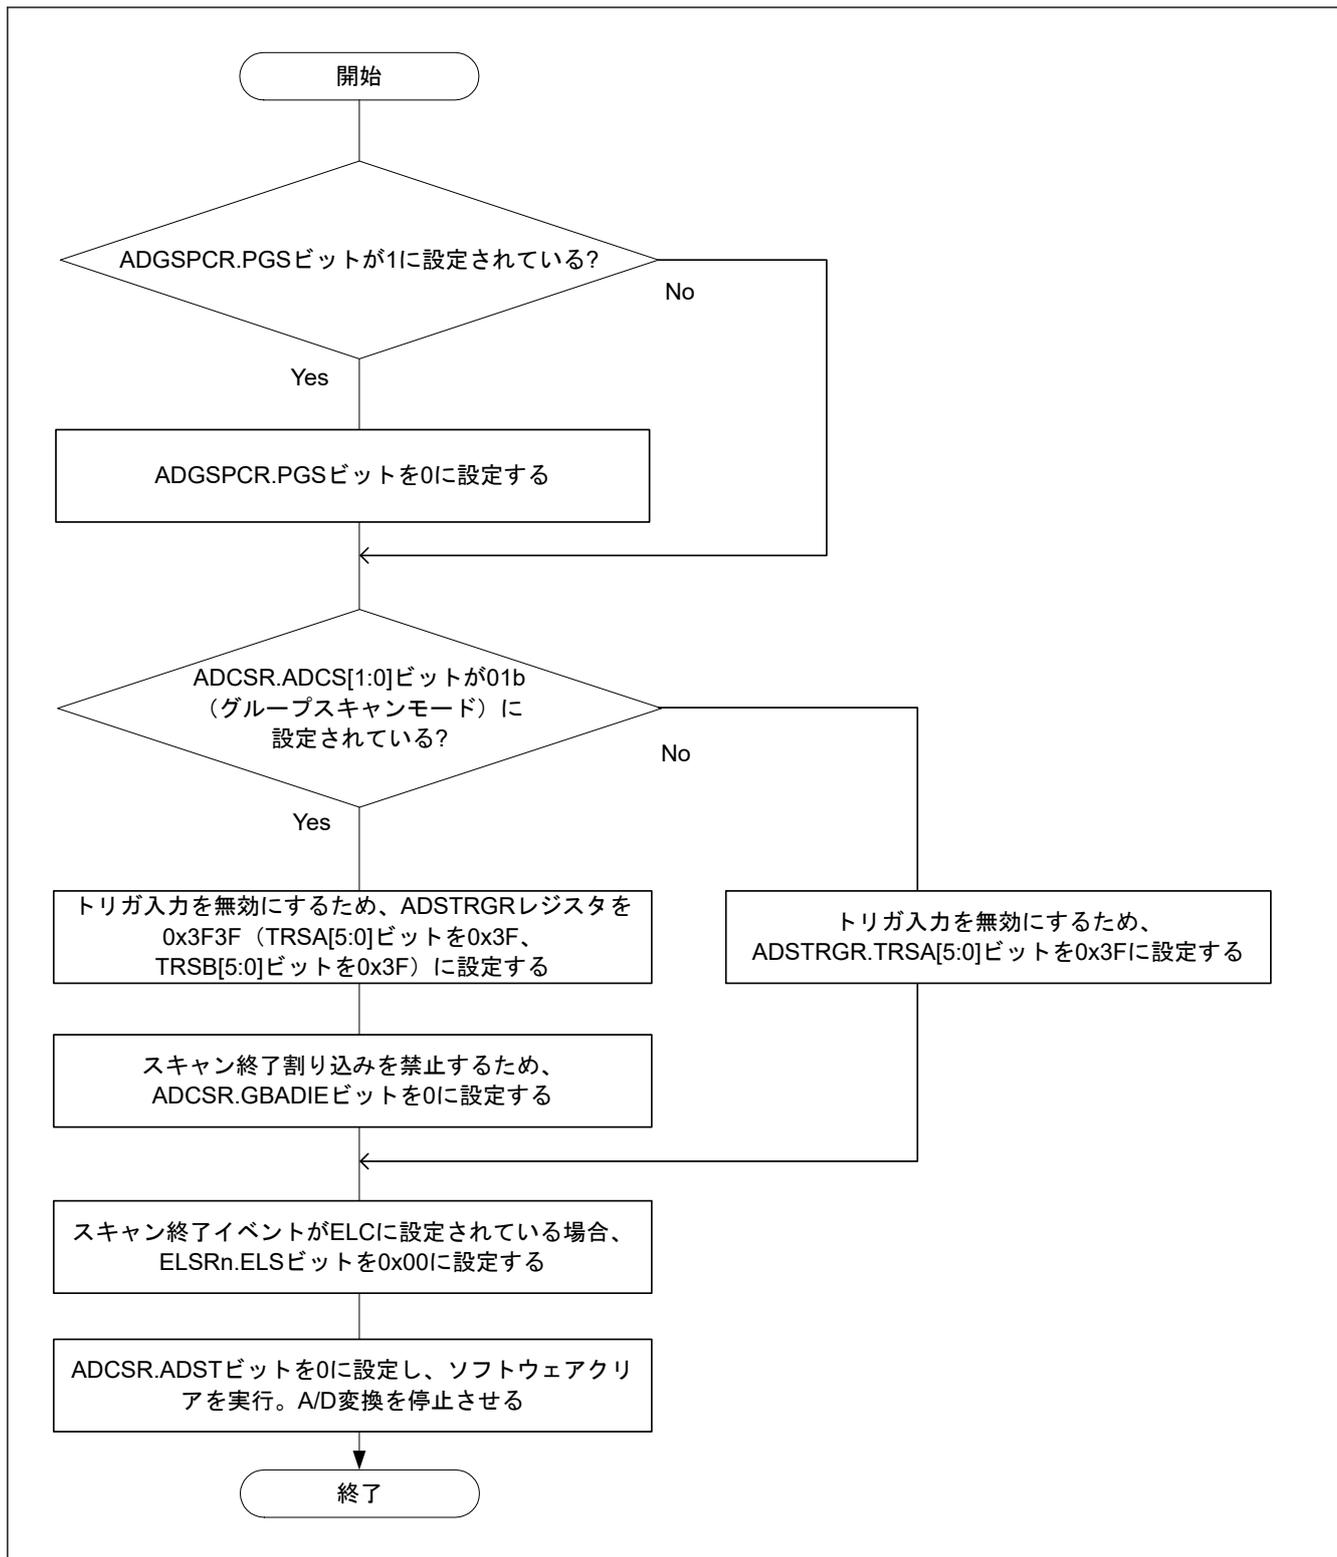 開始
ADGSPCR.PGSビットが1に設定されている?
No
Yes
ADGSPCR.PGSビットを0に設定する
ADCSR.ADCS[1:0]ビットが01b
（グループスキャンモード）に
設定されている?
No
Yes
トリガ入力を無効にするため、ADSTRGRレジスタを
0x3F3F（TRSA[5:0]ビットを0x3F、
TRSB[5:0]ビットを0x3F）に設定する
トリガ入力を無効にするため、
ADSTRGR.TRSA[5:0]ビットを0x3Fに設定する
スキャン終了割り込みを禁止するため、
ADCSR.GBADIEビットを0に設定する
スキャン終了イベントがELCに設定されている場合、
ELSRn.ELSビットを0x00に設定する
ADCSR.ADSTビットを0に設定し、ソフトウェアクリ
アを実行。A/D変換を停止させる
終了